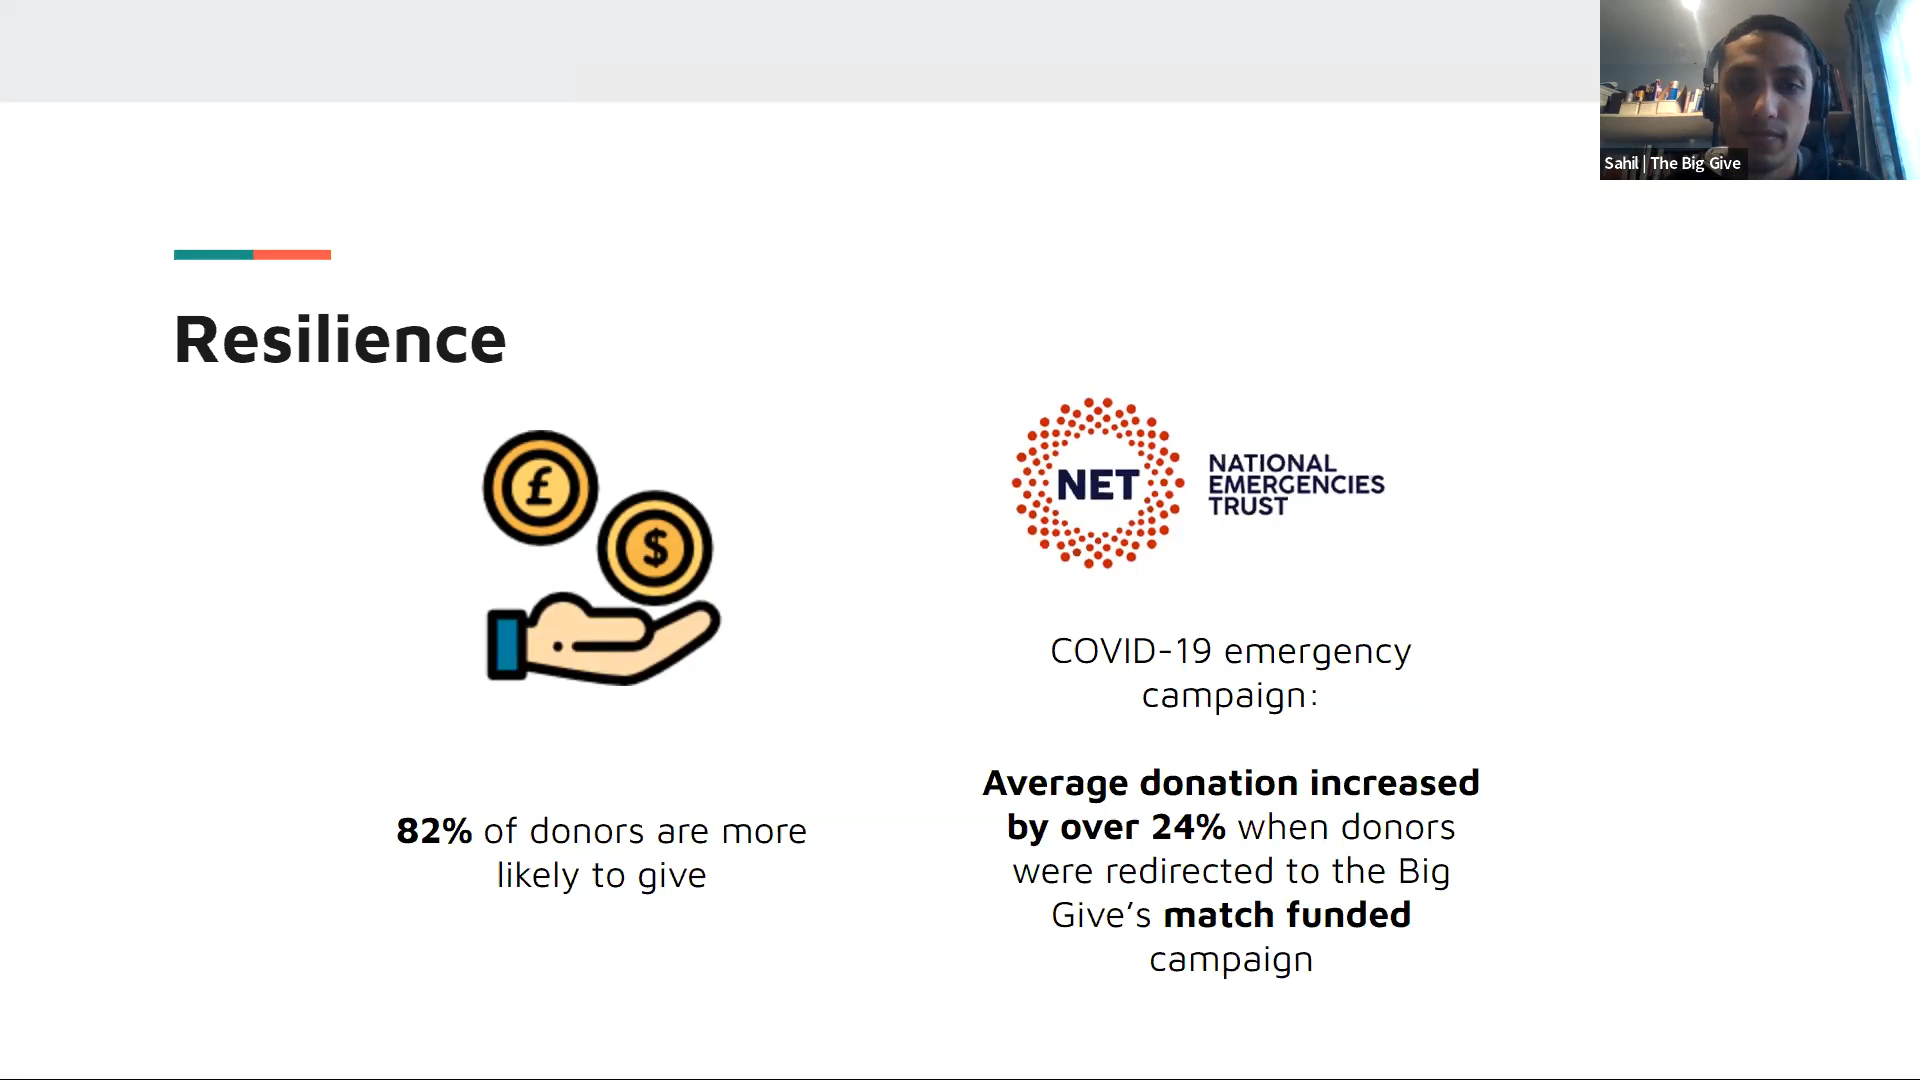 Sahil | The Big Give
Resilience
£
$
NET
NATIONAL
EMERGENCIES
TRUST
82% of donors are more
likely to give
COVID-19 emergency
campaign:
Average donation increased
by over 24% when donors
were redirected to the Big
Give’s match funded
campaign